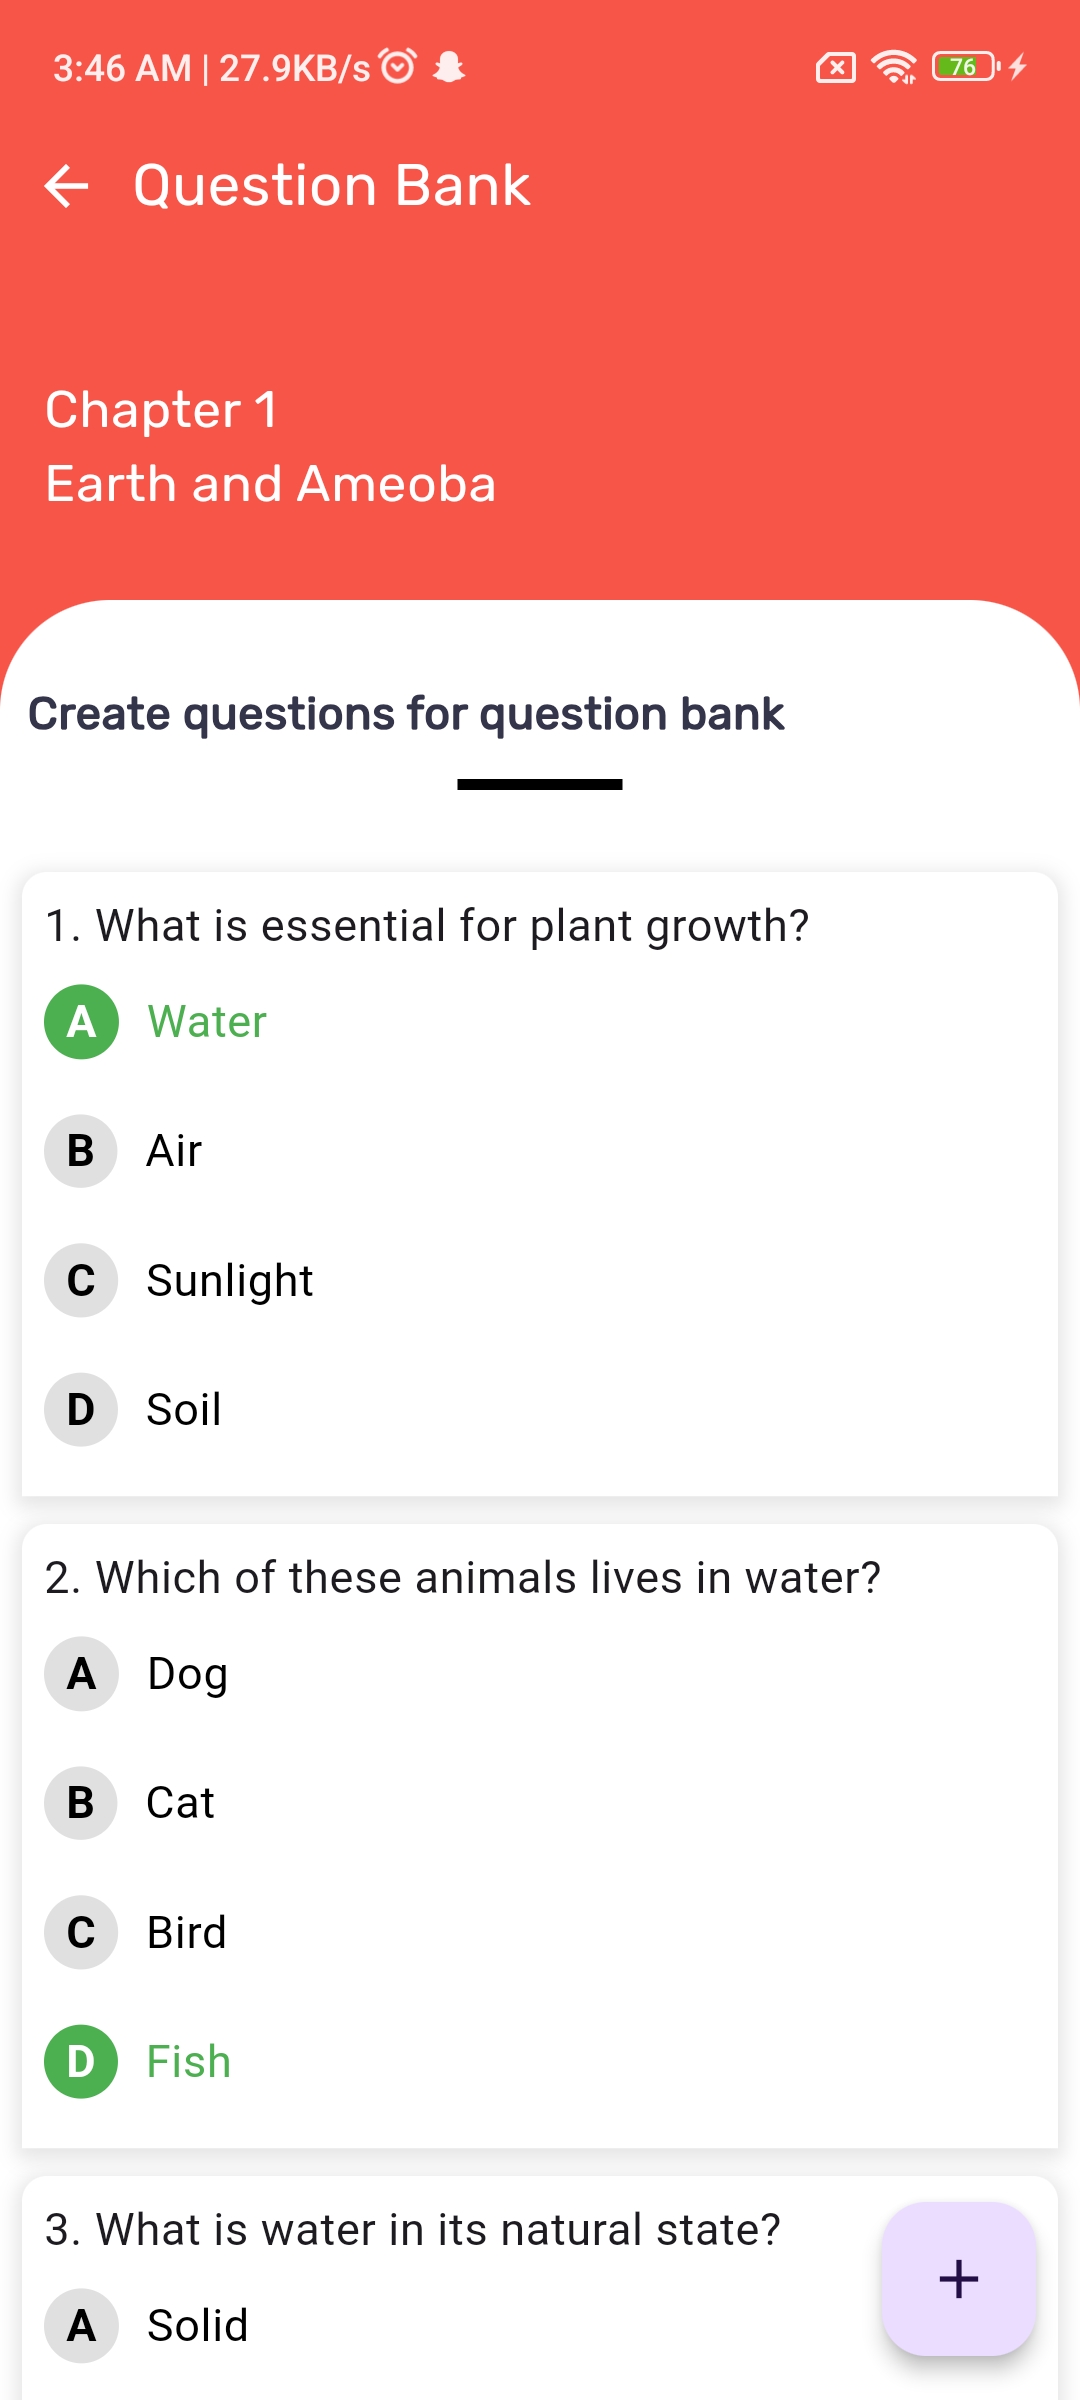 3:46 AM | 27.9KB/s
76
Question Bank
Chapter 1
Earth and Ameoba
Create questions for question bank
1. What is essential for plant growth?
A Water
B Air
C Sunlight
D Soil
2. Which of these animals lives in water?
A Dog
B Cat
C Bird
D Fish
3. What is water in its natural state?
+
A Solid